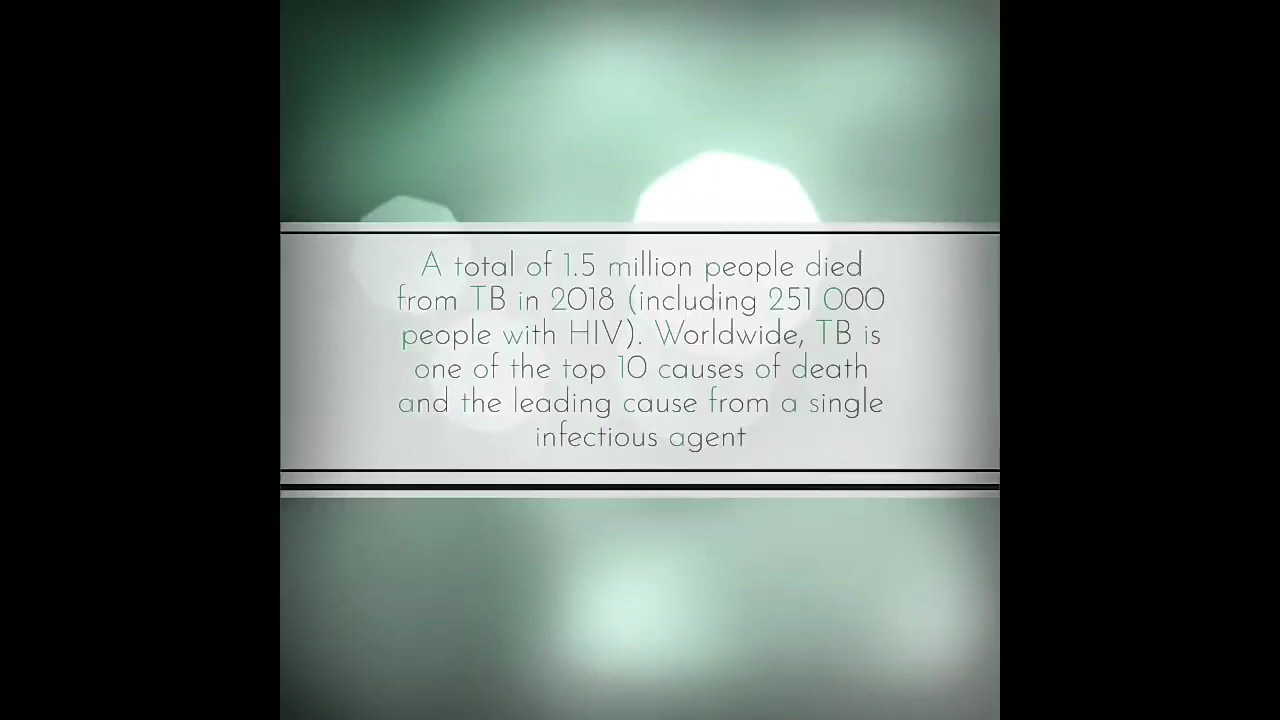 A total of 1.5 million people died
from TB in 2018 (including 251 000
people with HIV). Worldwide, TB is
one of the top 10 causes of death
and the leading cause from a single
infectious agent